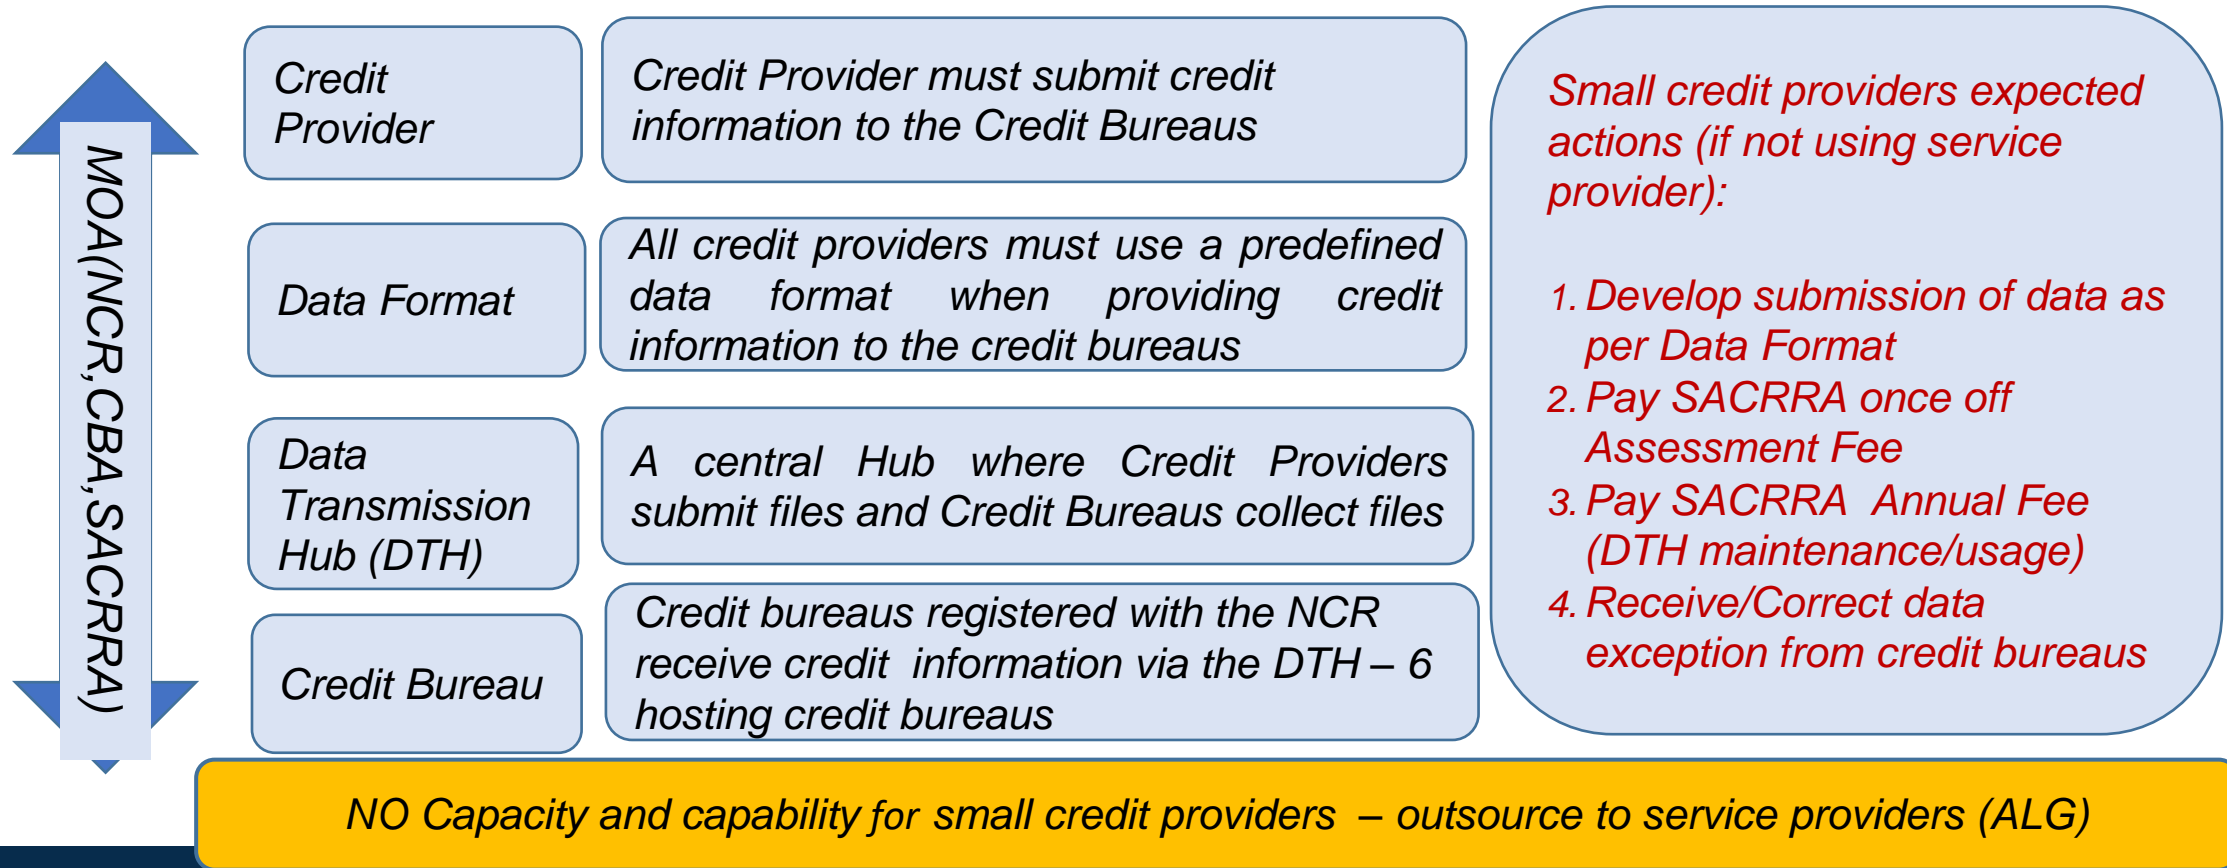 MOA(NCR,CBA,SACRRA)
Credit
Provider
Credit Provider must submit credit
information to the Credit Bureaus
Data Format
All credit providers must use a predefined
data format when providing credit
information to the credit bureaus
Data
Transmission
Hub (DTH)
A central Hub where Credit Providers
submit files and Credit Bureaus collect files
Credit Bureau
Credit bureaus registered with the NCR
receive credit information via the DTH – 6
hosting credit bureaus
Small credit providers expected
actions (if not using service
provider):
1. Develop submission of data as
per Data Format
2. Pay SACRRA once off
Assessment Fee
3. Pay SACRRA Annual Fee
(DTH maintenance/usage)
4. Receive/Correct data
exception from credit bureaus
NO Capacity and capability for small credit providers – outsource to service providers (ALG)